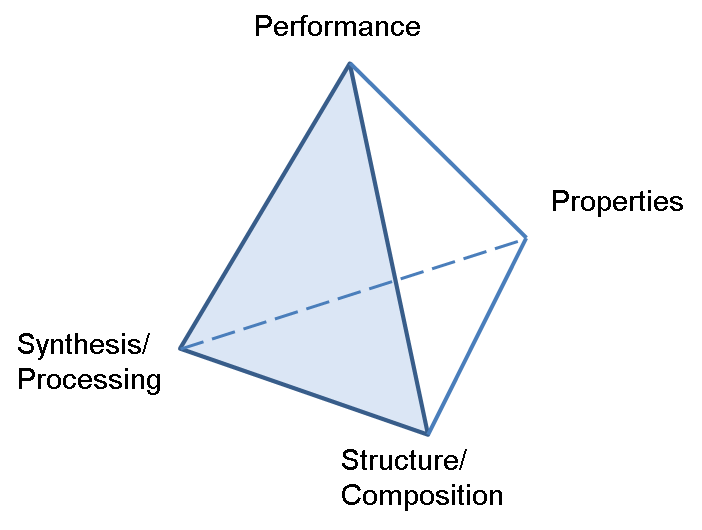 Performance
Properties
Synthesis/
Processing
Structure/
Composition